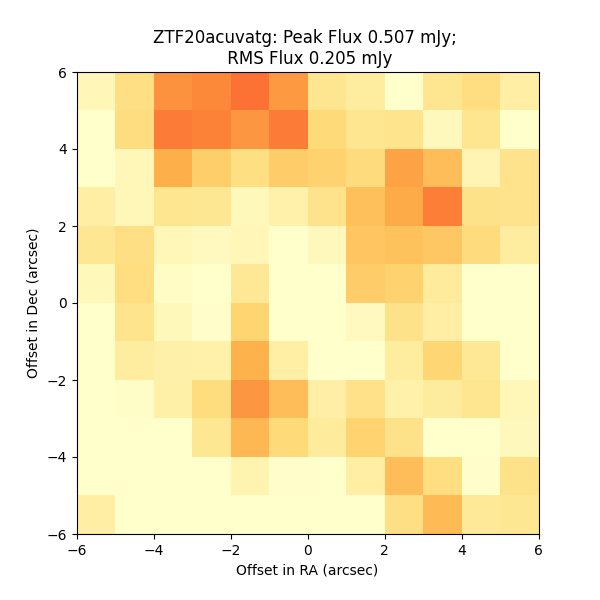 ZTF20acuvatg: Peak Flux 0.507 mJy;
RMS Flux 0.205 mJy
6
4
2
0
−2
−4
−6
Offset in Dec (arcsec)
−6 −4 −2 0 2 4 6
Offset in RA (arcsec)